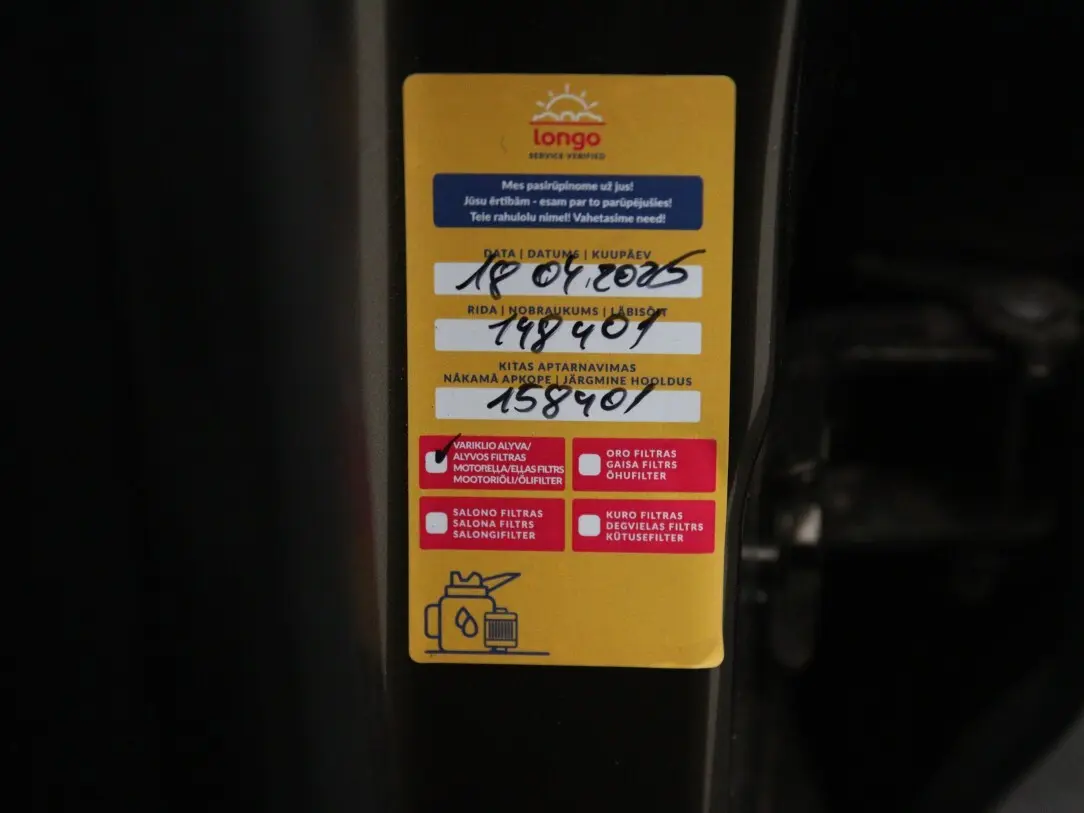 longo
SERVICE VERIFIED
Mes pasirūpinome už jus!
Jūsu ērtībām - esam par to parūpējušies!
Teie rahulolu nimel! Vahetasime need!
DATA | DATUMS | KUUPÄEV
18 04.2025
RIDA | NOBRAUKUMS | LÄBISÕIT
148401
KITAS APTARNAVIMAS
NĀKAMĀ APKOPE | JÄRGMINE HOOLDUS
158401
VARIKLIO ALYVA/
ALYVOS FILTRAS
MOTOREĻĻA/EĻĻAS FILTRS
MOOTORIÕLI/ÕLIFILTER
ORO FILTRAS
GAISA FILTRS
ÕHUFILTER
SALONO FILTRAS
SALONA FILTRS
SALONGIFILTER
KURO FILTRAS
DEGVIELAS FILTRS
KÜTUSEFILTER